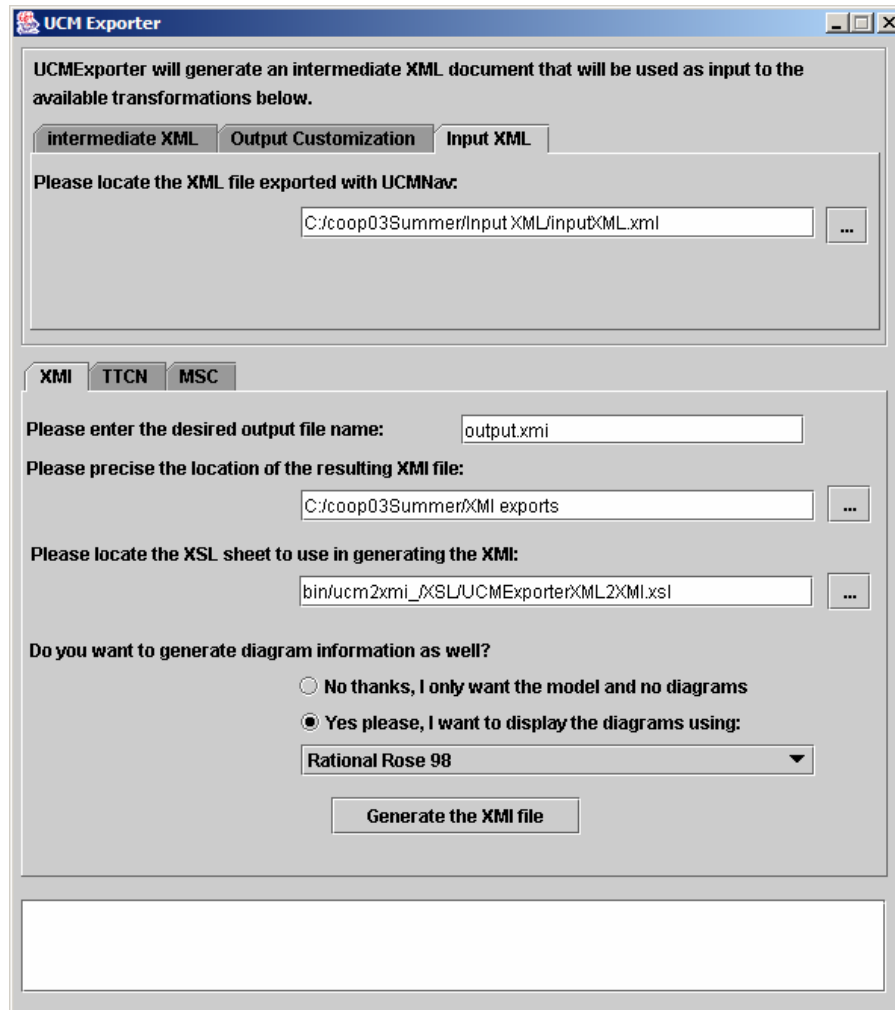 UCM Exporter
UCMExporter will generate an intermediate XML document that will be used as input to the
available transformations below.
intermediate XML Output Customization Input XML
Please locate the XML file exported with UCMNav:
C:/coop03Summer/Input XML/inputXML.xml ...
XMI TTCN MSC
Please enter the desired output file name: output.xmi
Please precise the location of the resulting XMI file:
C:/coop03Summer/XMI exports ...
Please locate the XSL sheet to use in generating the XMI:
bin/ucm2xmi_/XSL/UCMExporterXML2XMI.xsl ...
Do you want to generate diagram information as well?
No thanks, I only want the model and no diagrams
Yes please, I want to display the diagrams using:
Rational Rose 98
Generate the XMI file